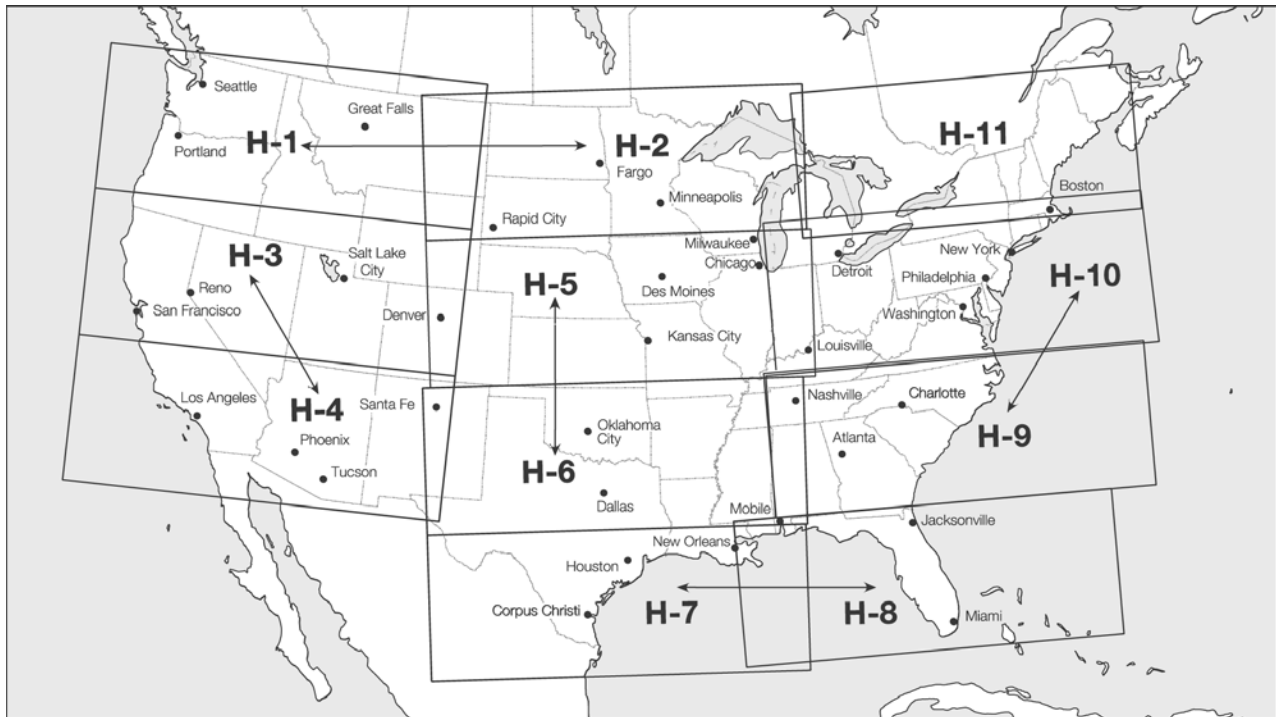 Seattle
Great Falls
H-1
Portland
H-2
Fargo
Minneapolis
H-11
Boston
Rapid City
Milwaukee
Chicago
New York
H-3
Salt Lake
City
Reno
San Francisco
Denver
H-5
Des Moines
Kansas City
Detroit
Philadelphia
Washington
H-10
Louisville
Los Angeles
H-4
Santa Fe
Phoenix
Tucson
Oklahoma
City
H-6
Dallas
Nashville
Charlotte
Atlanta
H-9
Mobile
Jacksonville
New Orleans
Houston
Corpus Christi
H-7
H-8
Miami